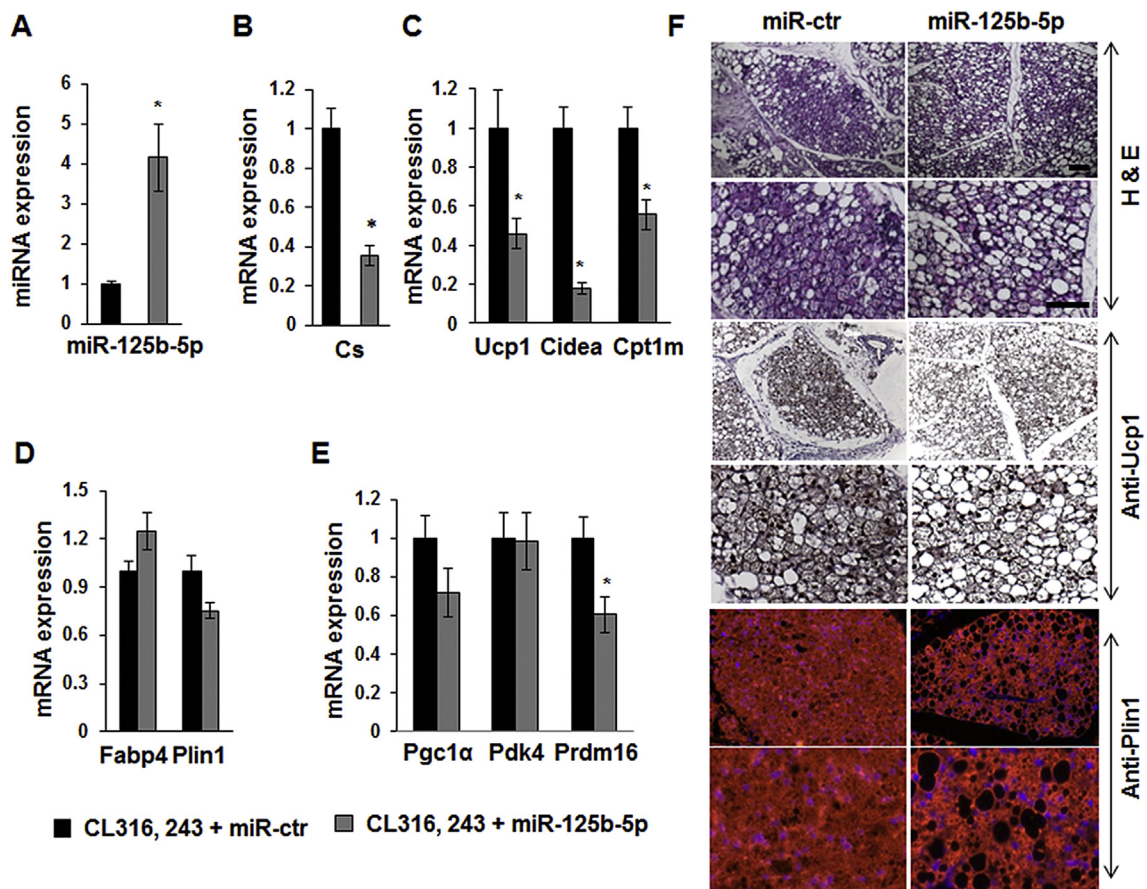 A
miRNA expression
6
5
4
3
2
1
0
*
miR-125b-5p
B
mRNA expression
1.2
1
0.8
0.6
0.4
0.2
0
*
Cs
C
mRNA expression
1.2
1
0.8
0.6
0.4
0.2
0
* * *
Ucp1 Cidea Cpt1m
D
mRNA expression
1.5
1.2
0.9
0.6
0.3
0
Fabp4 Plin1
E
mRNA expression
1.2
1
0.8
0.6
0.4
0.2
0
*
Pgc1α Pdk4 Prdm16
CL316, 243 + miR-ctr CL316, 243 + miR-125b-5p
F
miR-ctr miR-125b-5p
H & E
Anti-Ucp1
Anti-Plin1